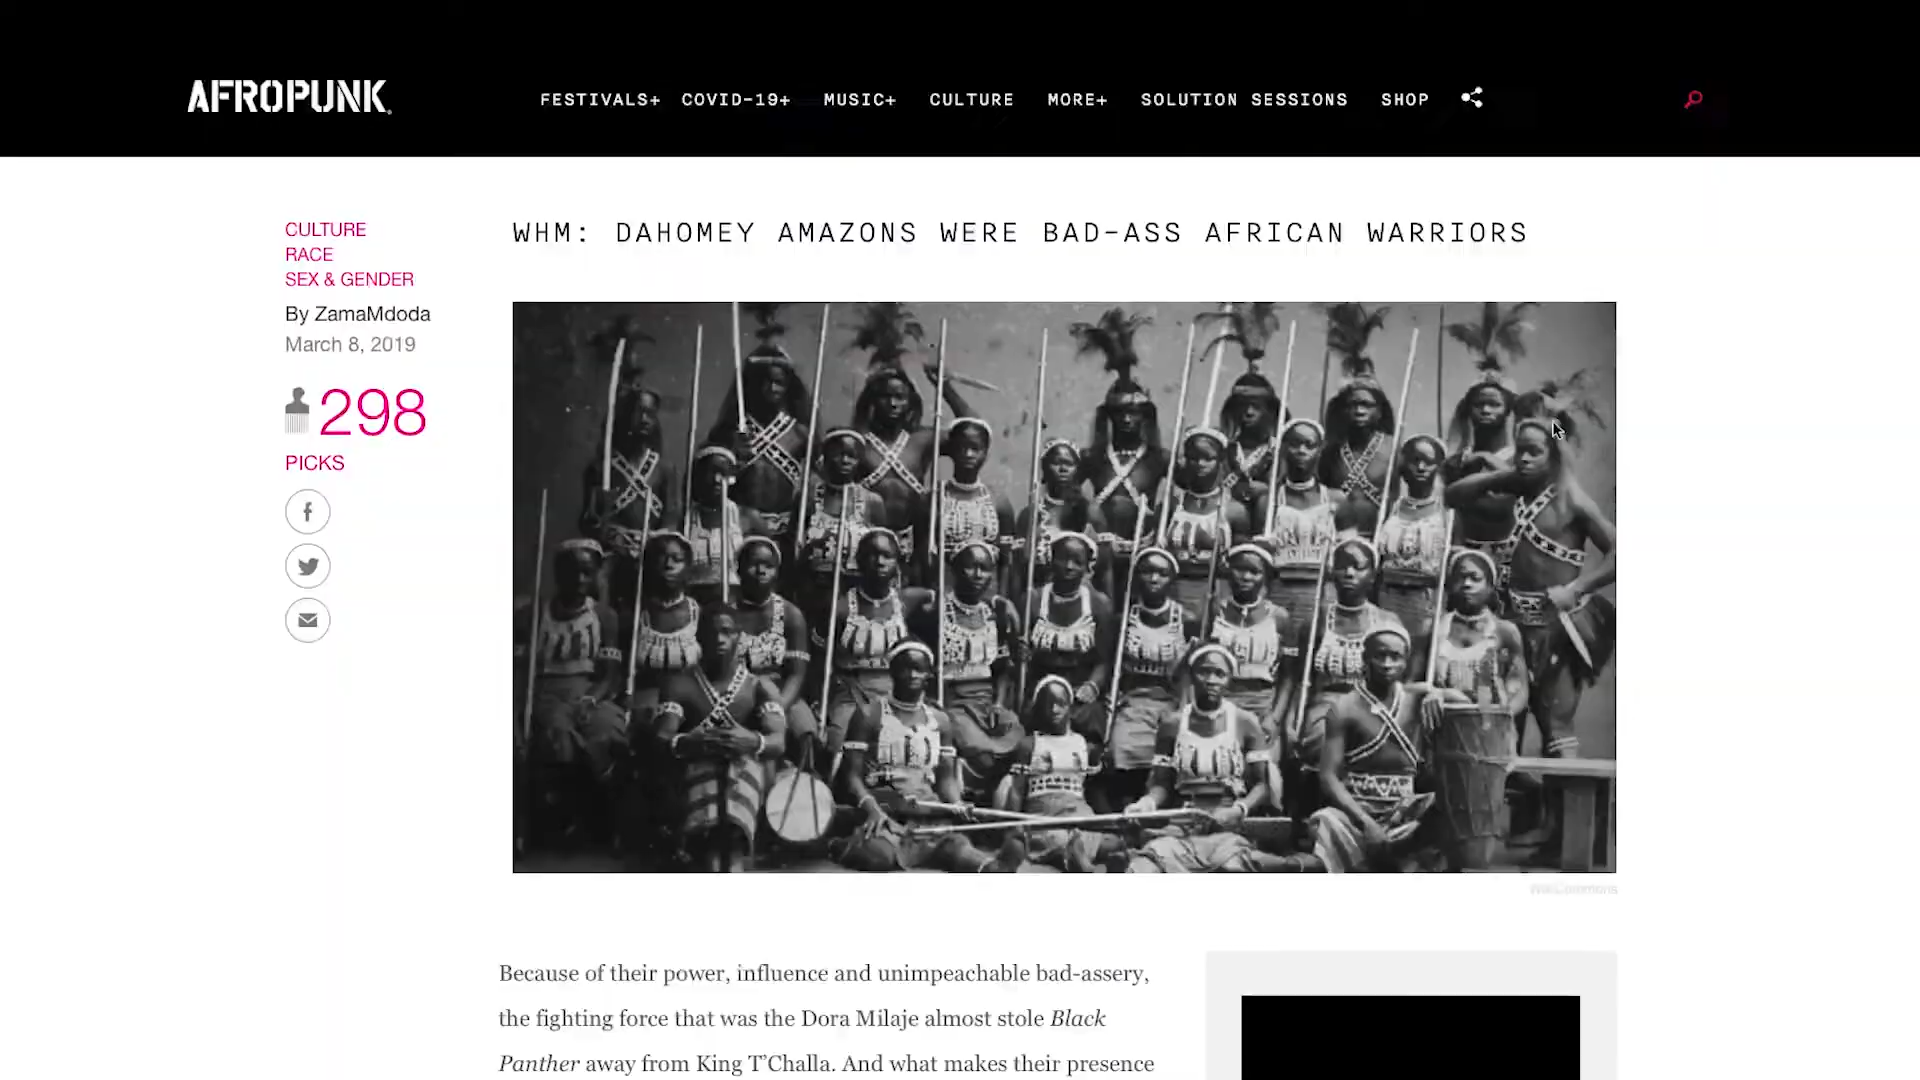 AFROPUNK
FESTIVALS+ COVID-19+ MUSIC+ CULTURE MORE+ SOLUTION SESSIONS SHOP
CULTURE
RACE
SEX & GENDER
By ZamaMdoda
March 8, 2019
298
PICKS
WHM: DAHOMEY AMAZONS WERE BAD-ASS AFRICAN WARRIORS
Because of their power, influence and unimpeachable bad-assery,
the fighting force that was the Dora Milaje almost stole Black
Panther away from King T’Challa. And what makes their presence